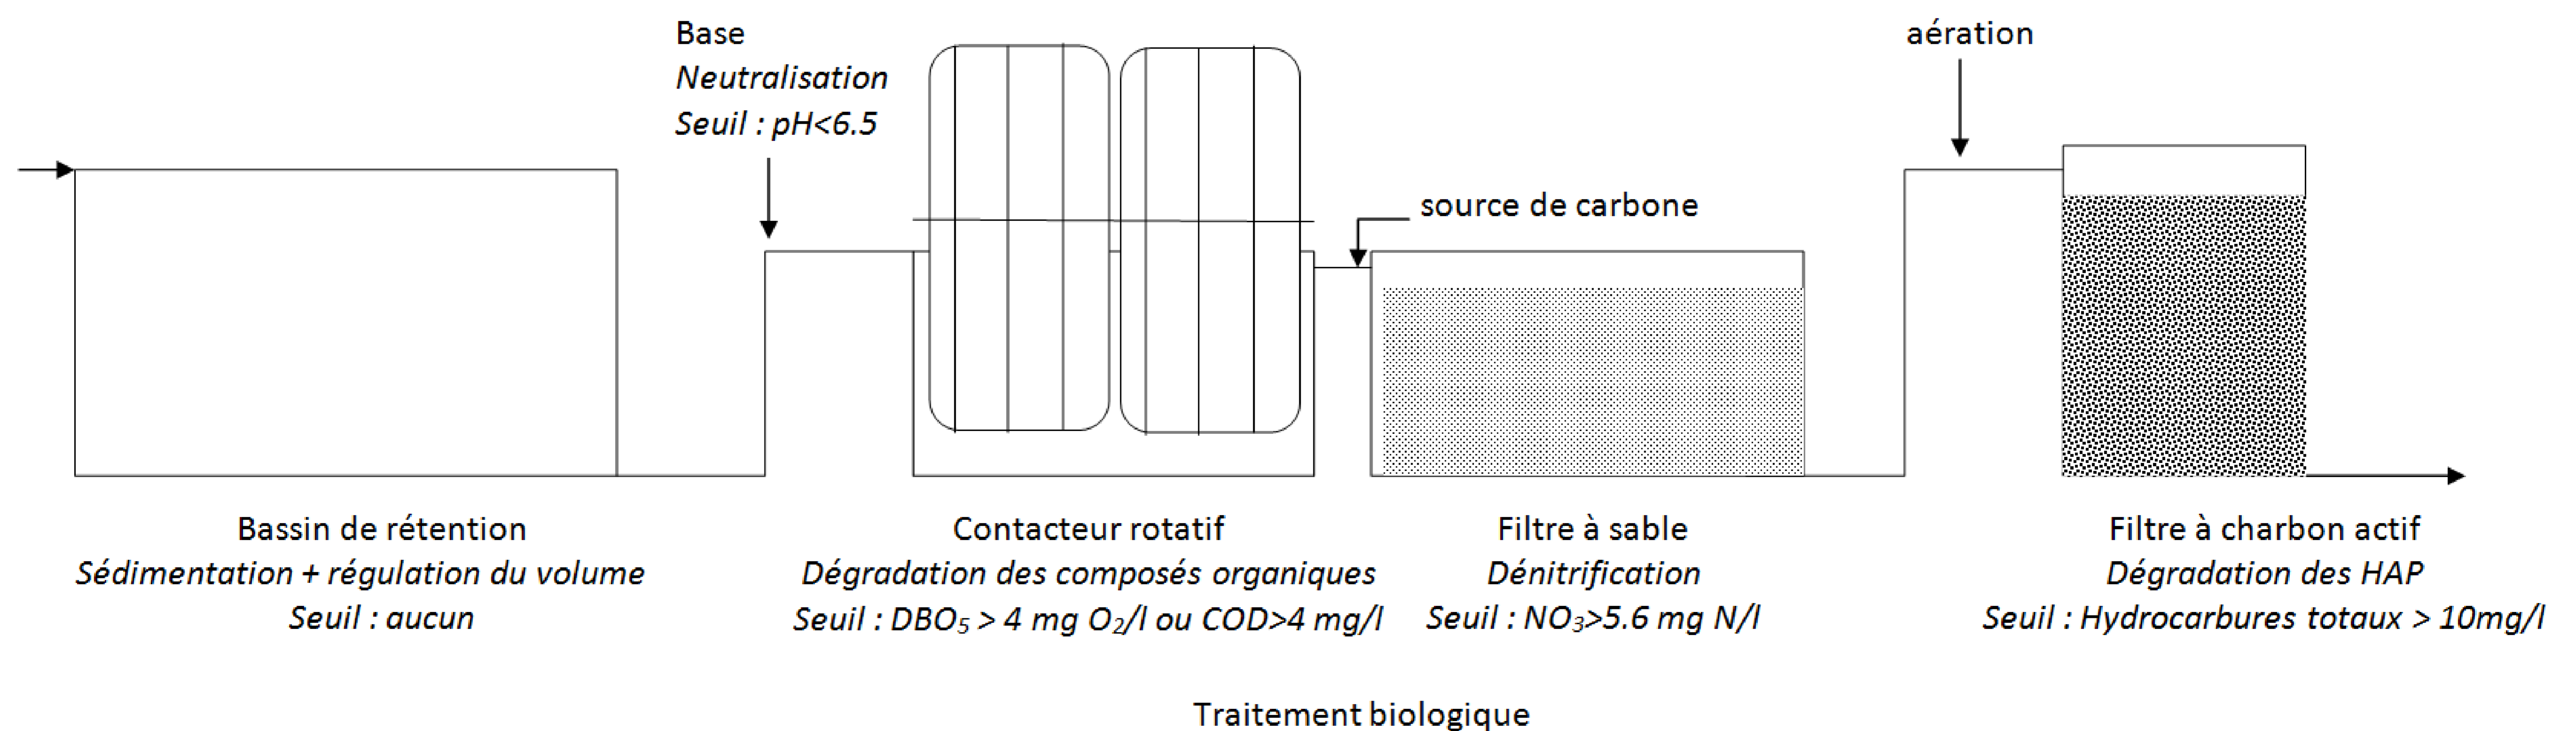 Base
Neutralisation
Seuil : pH<6.5
aération
source de carbone
Bassin de rétention
Sédimentation + régulation du volume
Seuil : aucun
Contacteur rotatif
Dégradation des composés organiques
Seuil : DBO₅ > 4 mg O₂/l ou COD>4 mg/l
Filtre à sable
Dénitrification
Seuil : NO₃>5.6 mg N/l
Filtre à charbon actif
Dégradation des HAP
Seuil : Hydrocarbures totaux > 10mg/l
Traitement biologique